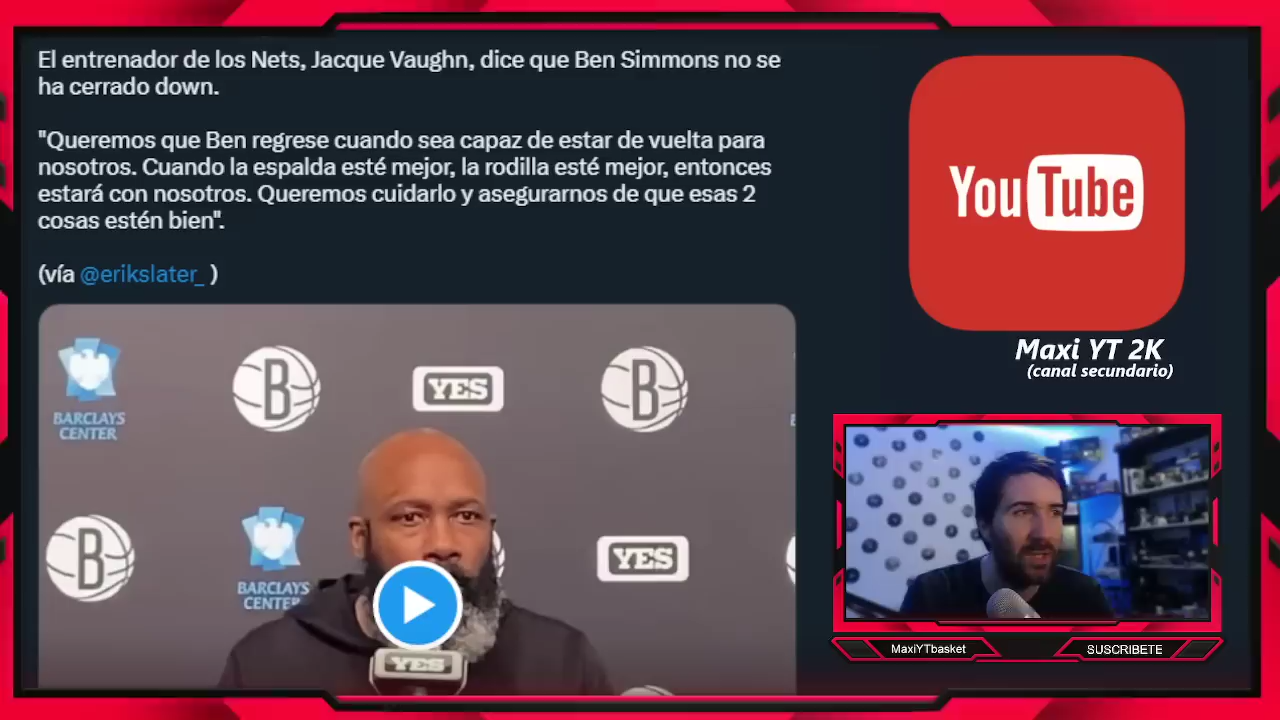 El entrenador de los Nets, Jacque Vaughn, dice que Ben Simmons no se
ha cerrado down.
"Queremos que Ben regrese cuando sea capaz de estar de vuelta para
nosotros. Cuando la espalda esté mejor, la rodilla esté mejor, entonces
estará con nosotros. Queremos cuidarlo y asegurarnos de que esas 2
cosas estén bien".
(vía @erikslater_ )
YouTube
Maxi YT 2K
(canal secundario)
BARCLAYS
CENTER
B
YES
B
B
BARCLAYS
CENTER
YES
YES
MaxiYTbasket
SUSCRIBETE